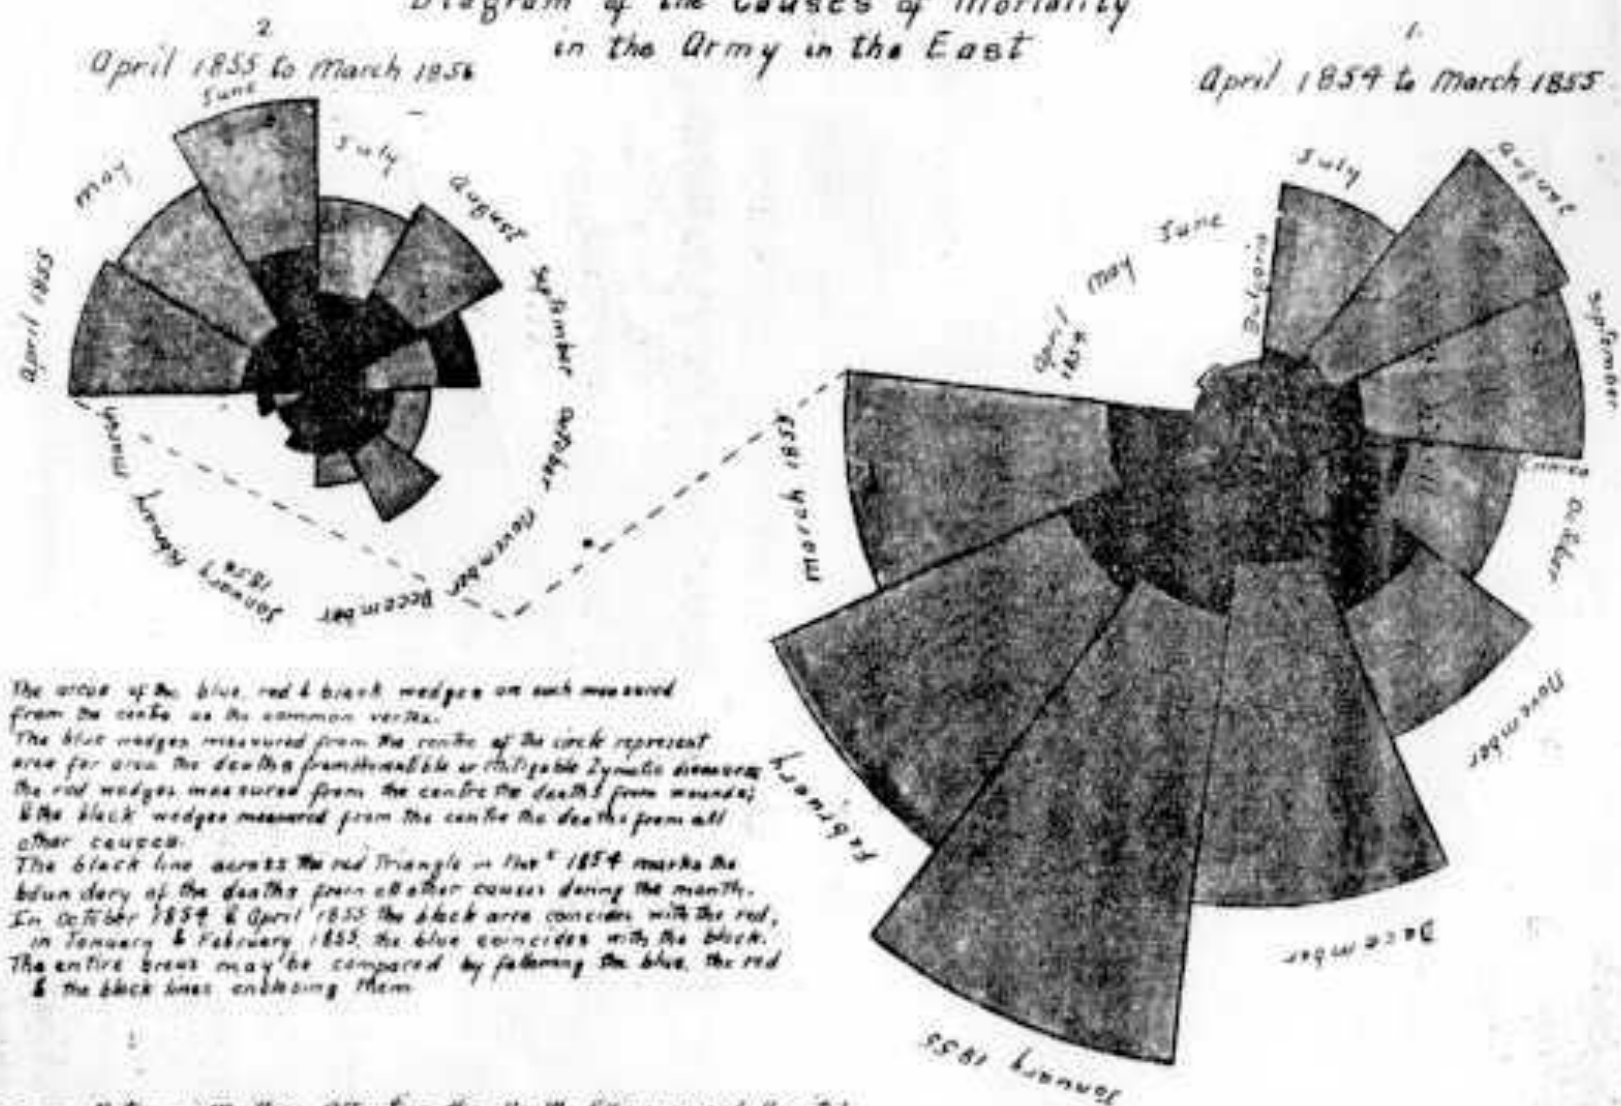 Diagram of the Causes of Mortality
in the Army in the East
2.
April 1855 to March 1856
1.
April 1854 to March 1855
June
July
May
August
September
April 1855
October
November
December
January
1856
February
March
July
August
June
May
April
1854
Bulgaria
September
Crimea
October
November
December
January 1855
February
March 1855
The areas of the blue, red & black wedges are each measured
from the centre as the common vertex.
The blue wedges measured from the centre of the circle represent
area for area the deaths from or Mitigable Zymotic diseases
the red wedges measured from the centre the deaths from wounds;
& the black wedges measured from the centre the deaths from all
other causes.
The black line across the red Triangle in 1854 marks the
boundery of the deaths from all other causes during the month.
In October 1854 & April 1855 the black area coincides with the red,
in January & February 1855, the blue coincides with the black.
The entire areas may be compared by following the blue, the red
& the black lines enclosing them